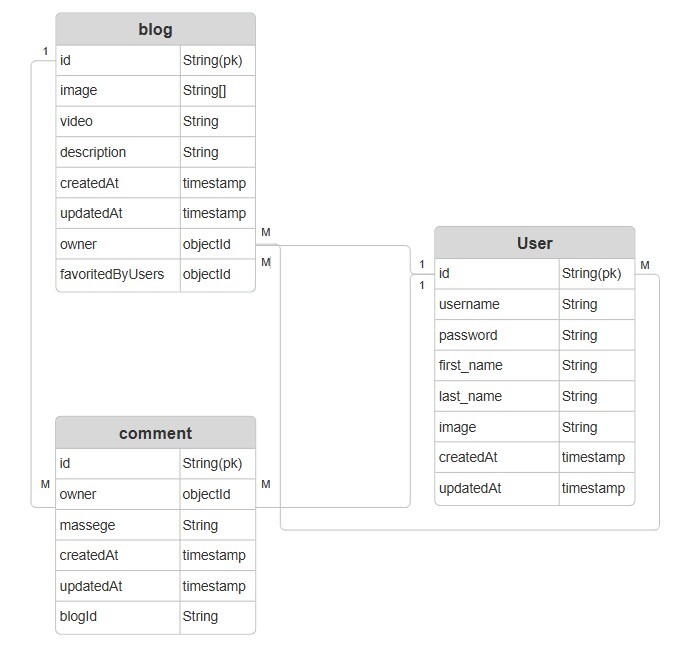 blog
1
id String(pk)
image String[]
video String
description String
createdAt timestamp
updatedAt timestamp
M
owner objectId
M
favoritedByUsers objectId
User
1
id String(pk)
M
1
username String
password String
first_name String
last_name String
image String
createdAt timestamp
updatedAt timestamp
comment
id String(pk)
M
owner objectId
M
massege String
createdAt timestamp
updatedAt timestamp
blogId String